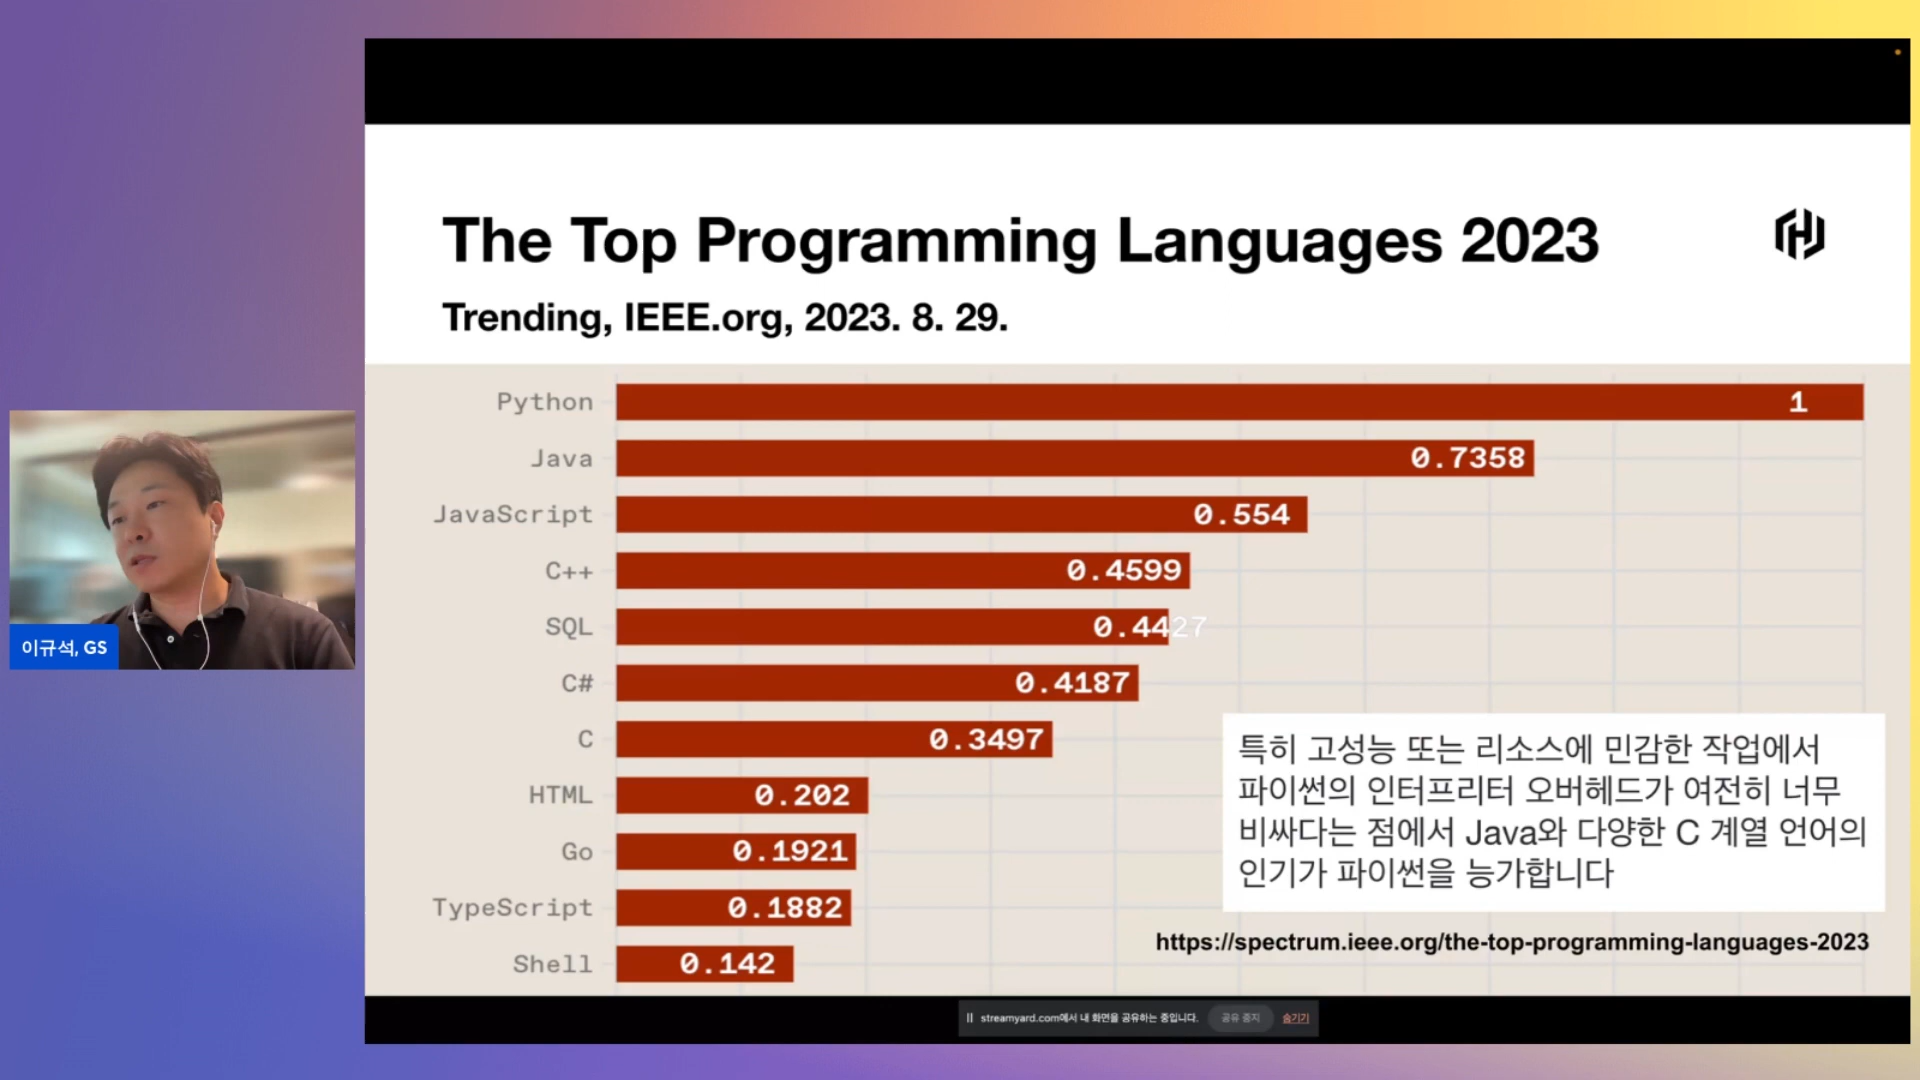 The Top Programming Languages 2023
Trending, IEEE.org, 2023. 8. 29.
Python 1
Java 0.7358
JavaScript 0.554
C++ 0.4599
SQL 0.4427
C# 0.4187
C 0.3497
HTML 0.202
Go 0.1921
TypeScript 0.1882
Shell 0.142
특히 고성능 또는 리소스에 민감한 작업에서
파이썬의 인터프리터 오버헤드가 여전히 너무
비싸다는 점에서 Java와 다양한 C 계열 언어의
인기가 파이썬을 능가합니다
https://spectrum.ieee.org/the-top-programming-languages-2023
이규석, GS
streamyard.com에서 내 화면을 공유하는 중입니다. 공유 중지 숨기기